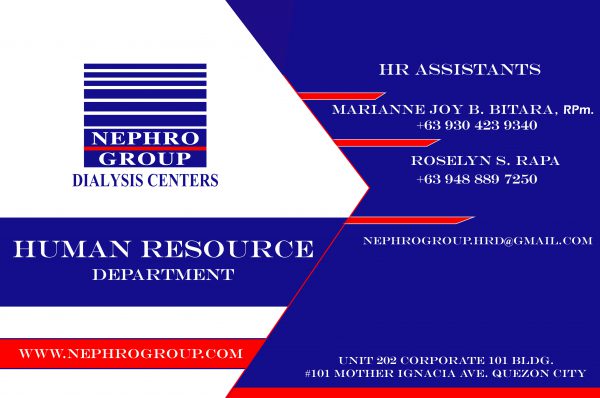 NEPHRO
GROUP
DIALYSIS CENTERS
HUMAN RESOURCE
DEPARTMENT
WWW.NEPHROGROUP.COM
HR ASSISTANTS
MARIANNE JOY B. BITARA, RPm.
+63 930 423 9340
ROSELYN S. RAPA
+63 948 889 7250
NEPHROGROUP.HRD@GMAIL.COM
UNIT 202 CORPORATE 101 BLDG.
#101 MOTHER IGNACIA AVE. QUEZON CITY